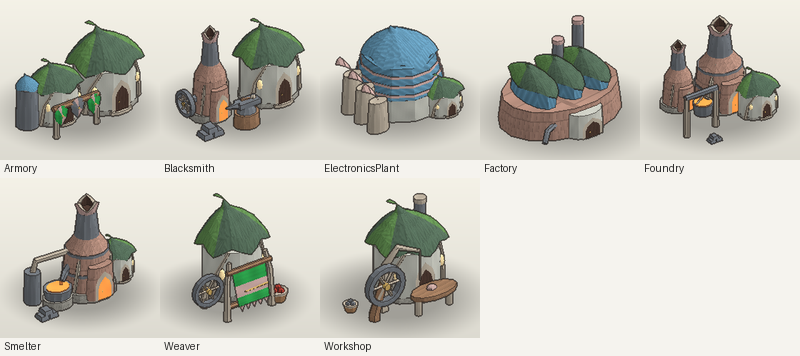 Armory
Blacksmith
ElectronicsPlant
Factory
Foundry
Smelter
Weaver
Workshop